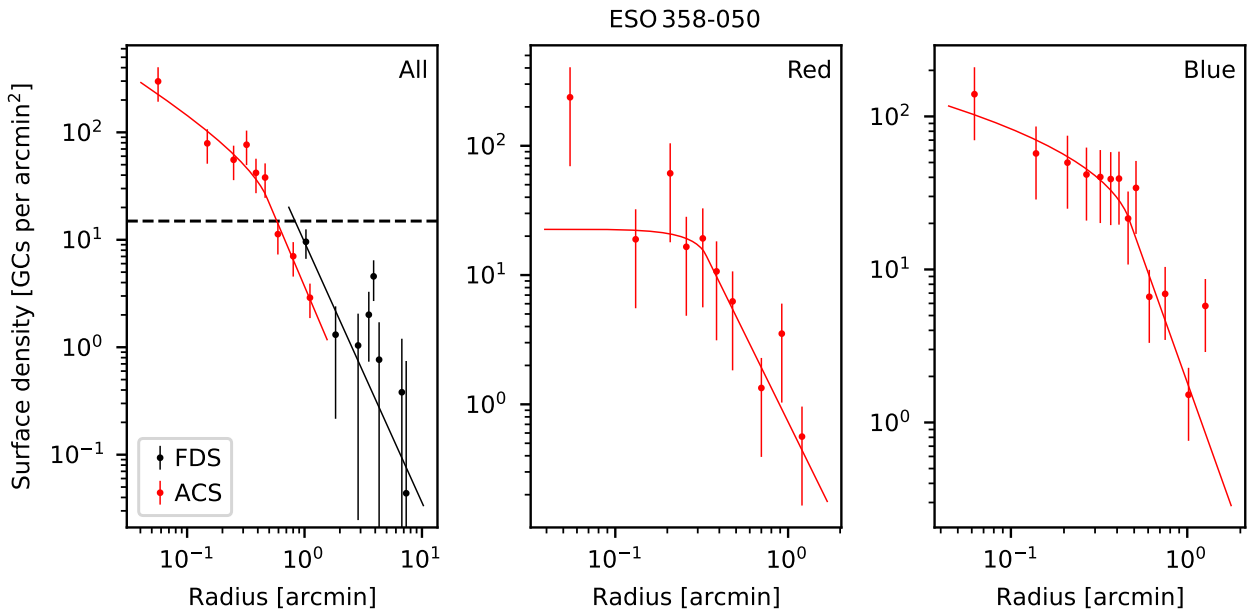 ESO 358-050
All
Red
Blue
Surface density [GCs per arcmin²]
10²
10¹
10⁰
10⁻¹
10²
10¹
10⁰
10²
10¹
10⁰
FDS
ACS
10⁻¹ 10⁰ 10¹
10⁻¹ 10⁰
10⁻¹ 10⁰
Radius [arcmin]
Radius [arcmin]
Radius [arcmin]